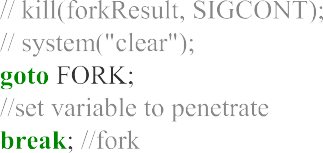 // kill(forkResult, SIGCONT);
// system("clear");
goto FORK;
//set variable to penetrate
break; //fork